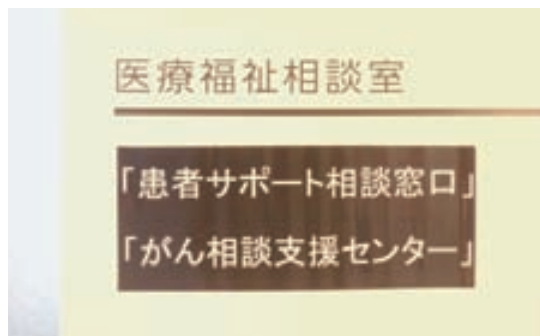 医療福祉相談室
「患者サポート相談窓口」
「がん相談支援センター」